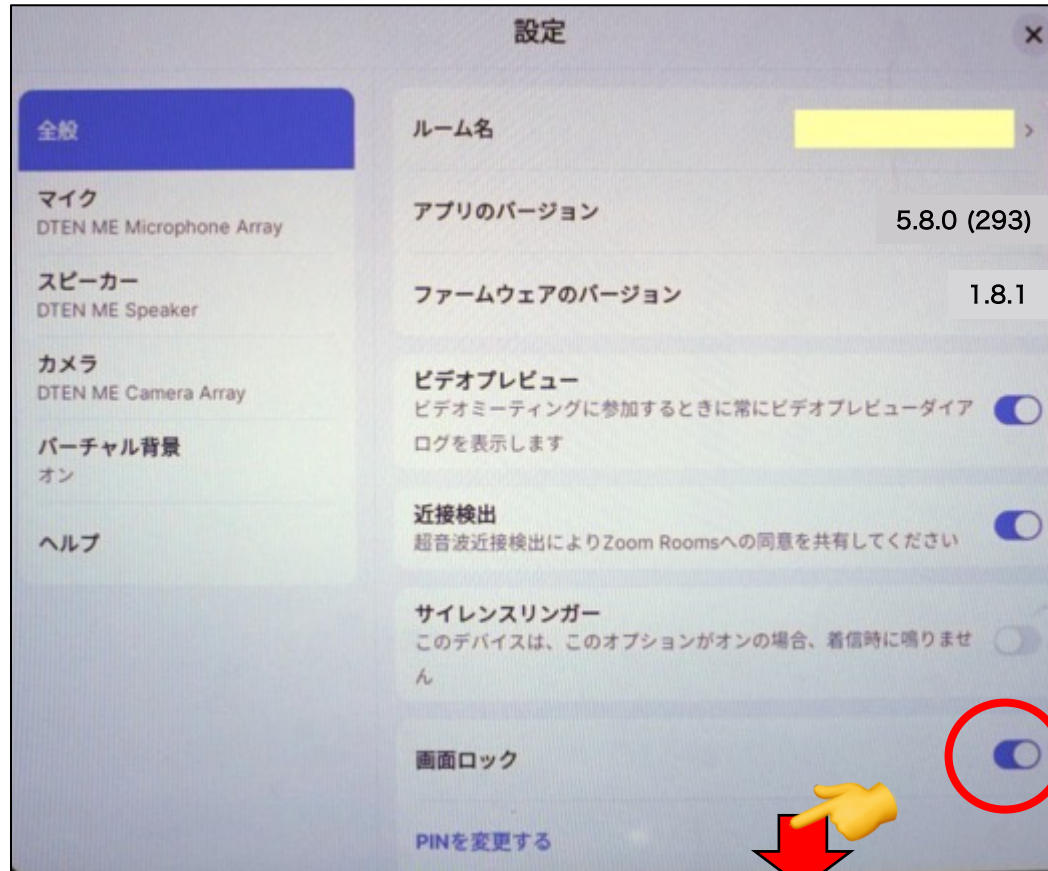 設定
全般
マイク
DTEN ME Microphone Array
スピーカー
DTEN ME Speaker
カメラ
DTEN ME Camera Array
バーチャル背景
オン
ヘルプ
ルーム名
アプリのバージョン
5.8.0 (293)
ファームウェアのバージョン
1.8.1
ビデオプレビュー
ビデオミーティングに参加するときに常にビデオプレビューダイア
ログを表示します
近接検出
超音波近接検出によりZoom Roomsへの同意を共有してください
サイレンスリンガー
このデバイスは、このオプションがオンの場合、着信時に鳴りませ
ん
画面ロック
PINを変更する